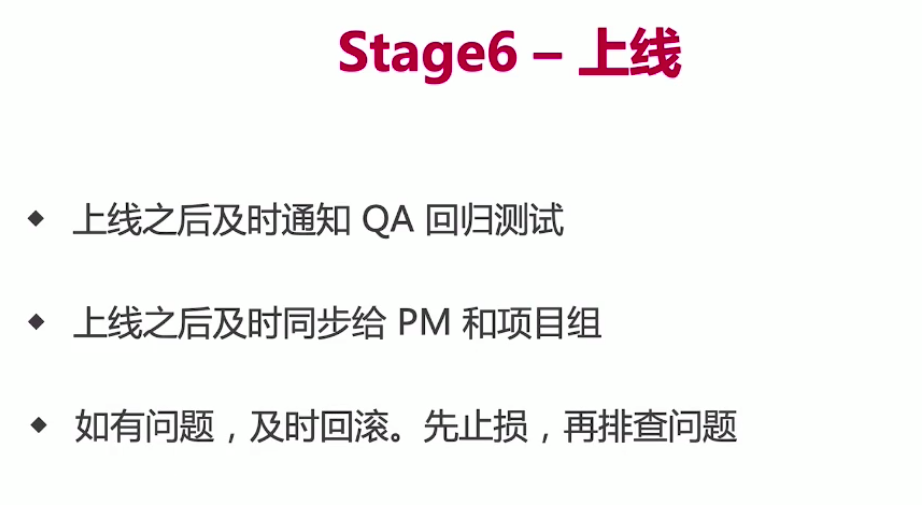 Stage6 – 上线
◆ 上线之后及时通知 QA 回归测试
◆ 上线之后及时同步给 PM 和项目组
◆ 如有问题，及时回滚。先止损，再排查问题